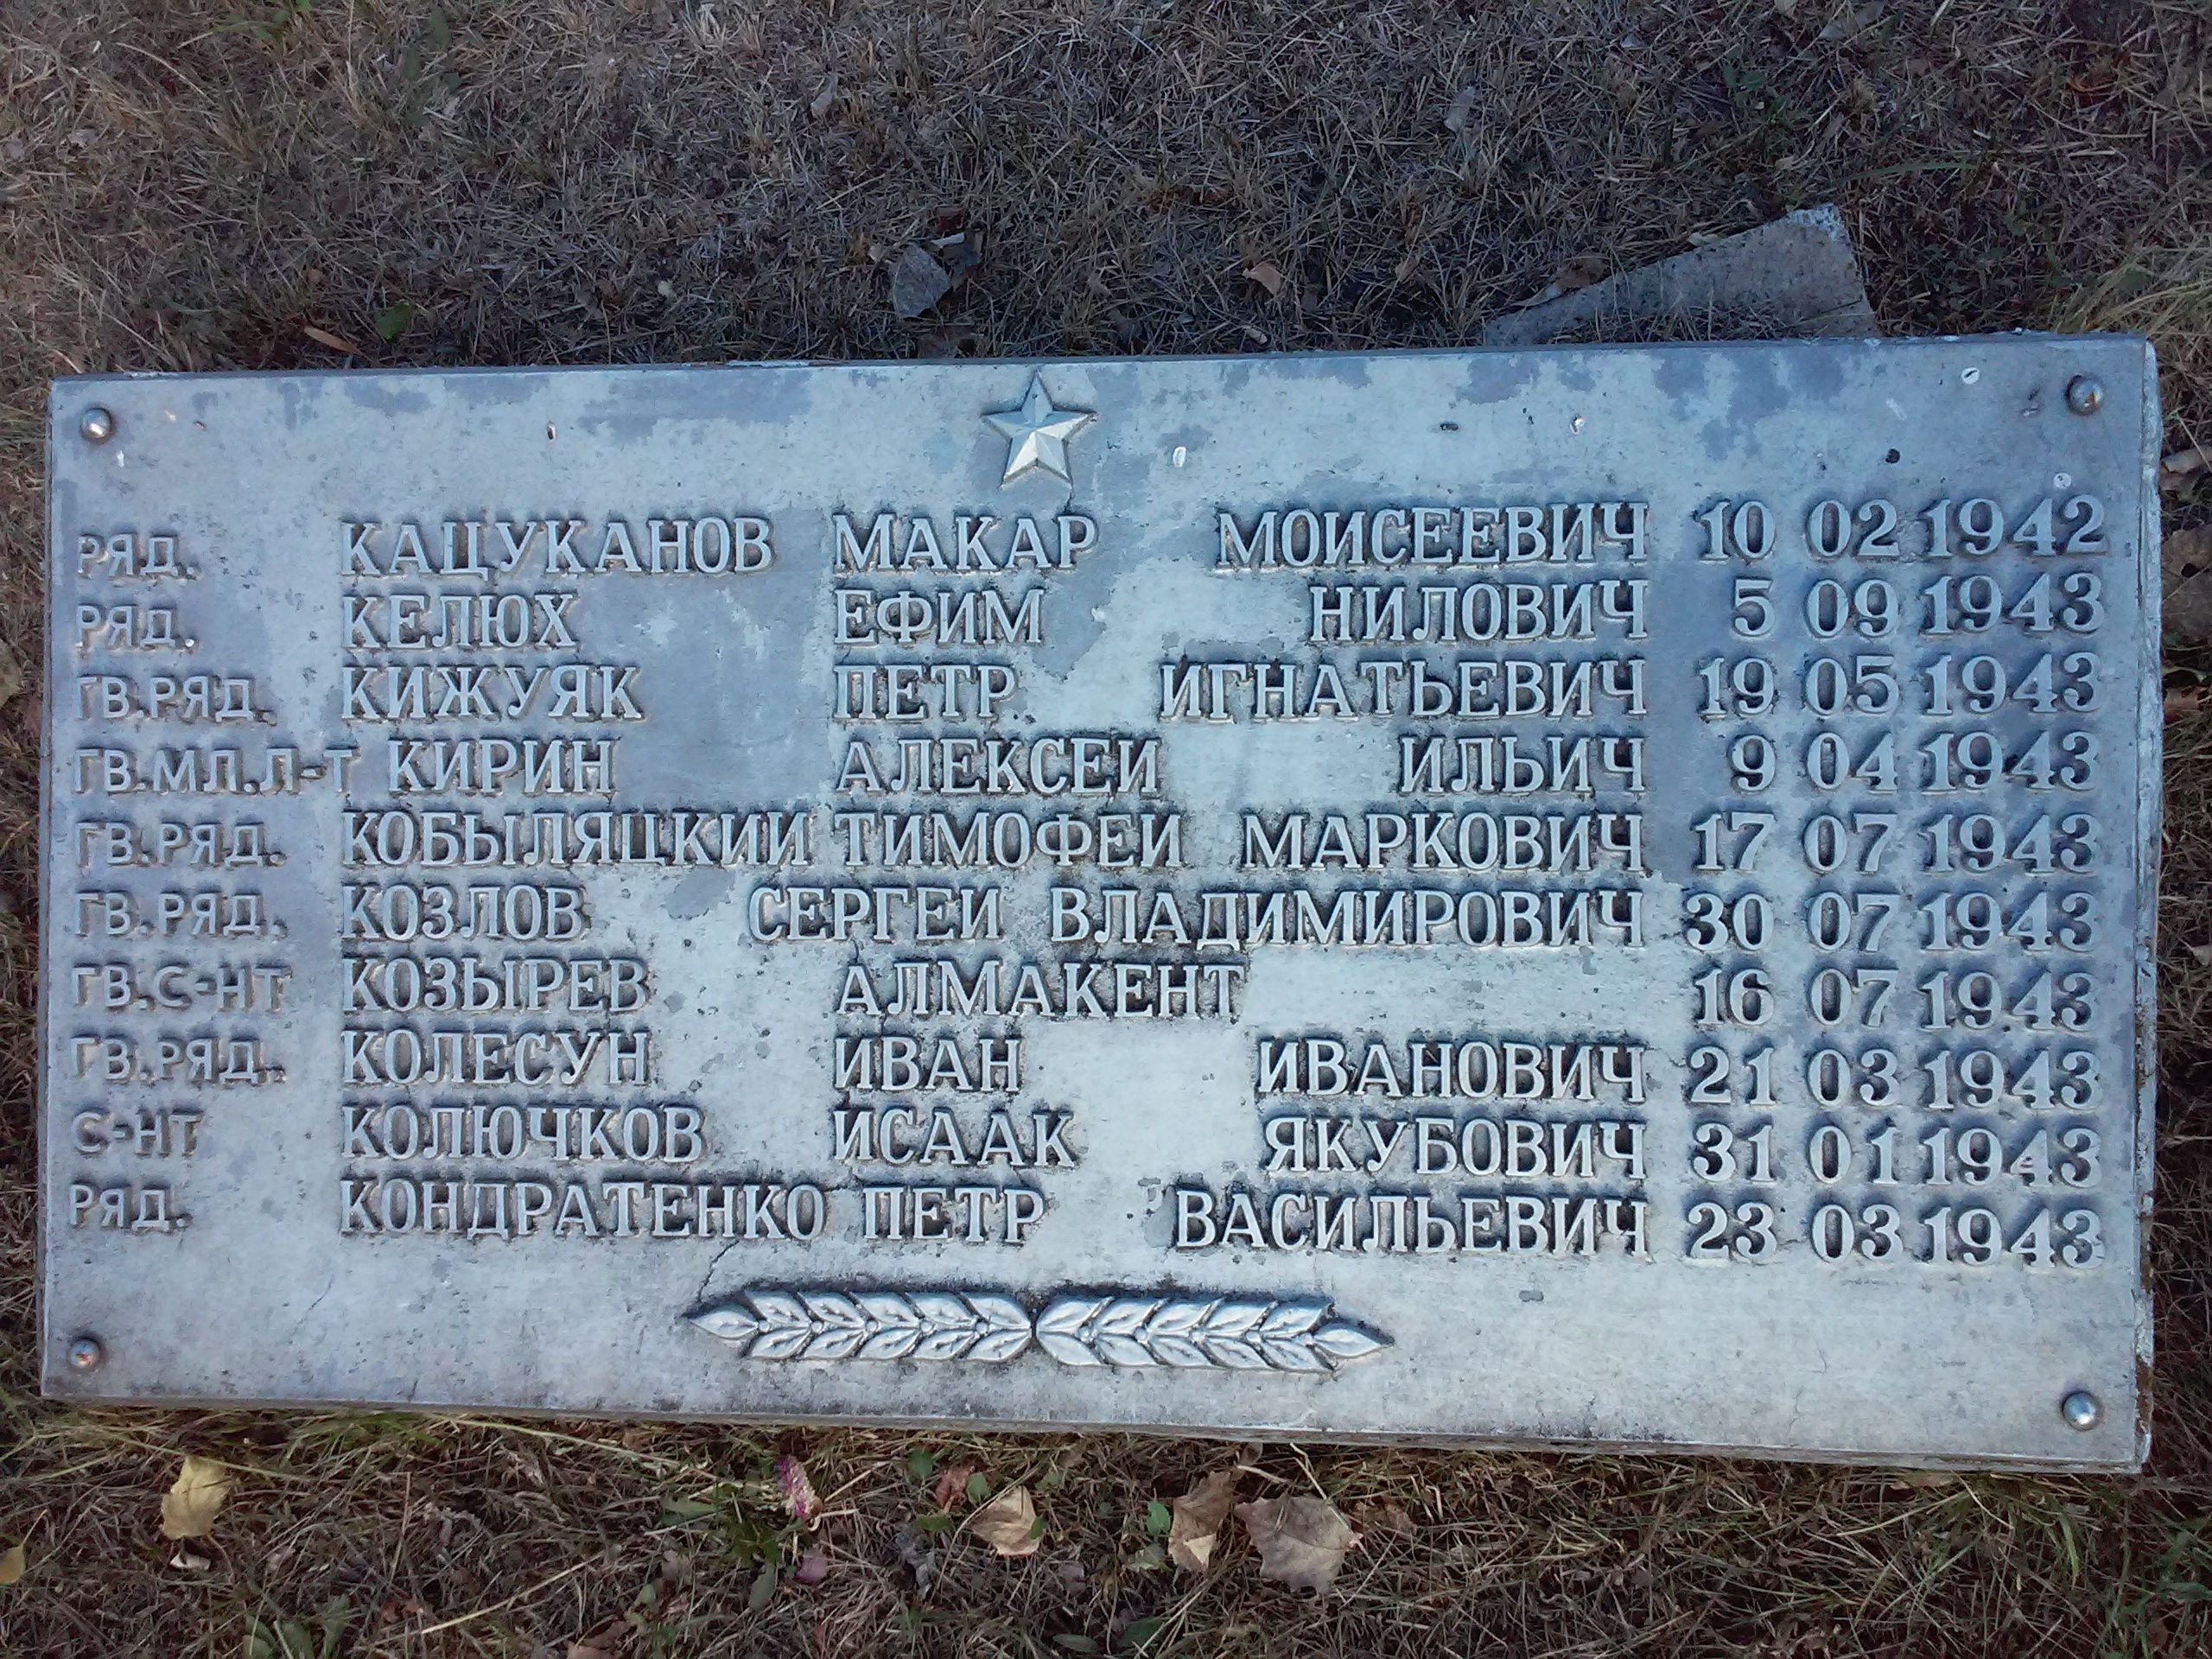 РЯД. КАЦУКАНОВ МАКАР МОИСЕЕВИЧ 10 02 1942
РЯД. КЕЛЮХ ЕФИМ НИЛОВИЧ 5 09 1943
ГВ.РЯД. КИЖУЯК ПЕТР ИГНАТЬЕВИЧ 19 05 1943
ГВ.МЛ.Л-Т КИРИН АЛЕКСЕИ ИЛЬИЧ 9 04 1943
ГВ.РЯД. КОБЫЛЯЦКИИ ТИМОФЕИ МАРКОВИЧ 17 07 1943
ГВ.РЯД. КОЗЛОВ СЕРГЕИ ВЛАДИМИРОВИЧ 30 07 1943
ГВ.С-НТ КОЗЫРЕВ АЛМАКЕНТ 16 07 1943
ГВ.РЯД. КОЛЕСУН ИВАН ИВАНОВИЧ 21 03 1943
С-НТ КОЛЮЧКОВ ИСААК ЯКУБОВИЧ 31 01 1943
РЯД. КОНДРАТЕНКО ПЕТР ВАСИЛЬЕВИЧ 23 03 1943